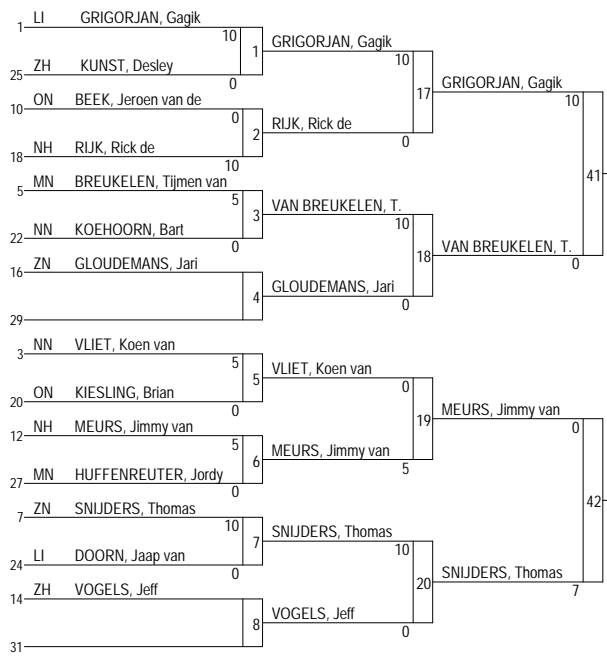 1 LI GRIGORJAN, Gagik
10
1 GRIGORJAN, Gagik
10
25 ZH KUNST, Desley
0
17 GRIGORJAN, Gagik
10
10 ON BEEK, Jeroen van de
0
2 RIJK, Rick de
0
18 NH RIJK, Rick de
10
41
5 MN BREUKELEN, Tijmen van
5
3 VAN BREUKELEN, T.
10
22 NN KOEHOORN, Bart
0
18 VAN BREUKELEN, T.
0
16 ZN GLOUDEMANS, Jari
4 GLOUDEMANS, Jari
0
29
3 NN VLIET, Koen van
5
5 VLIET, Koen van
0
20 ON KIESLING, Brian
0
19 MEURS, Jimmy van
0
12 NH MEURS, Jimmy van
5
6 MEURS, Jimmy van
5
27 MN HUFFENREUTER, Jordy
0
42
7 ZN SNIJDERS, Thomas
10
7 SNIJDERS, Thomas
10
24 LI DOORN, Jaap van
0
20 SNIJDERS, Thomas
7
14 ZH VOGELS, Jeff
8 VOGELS, Jeff
0
31